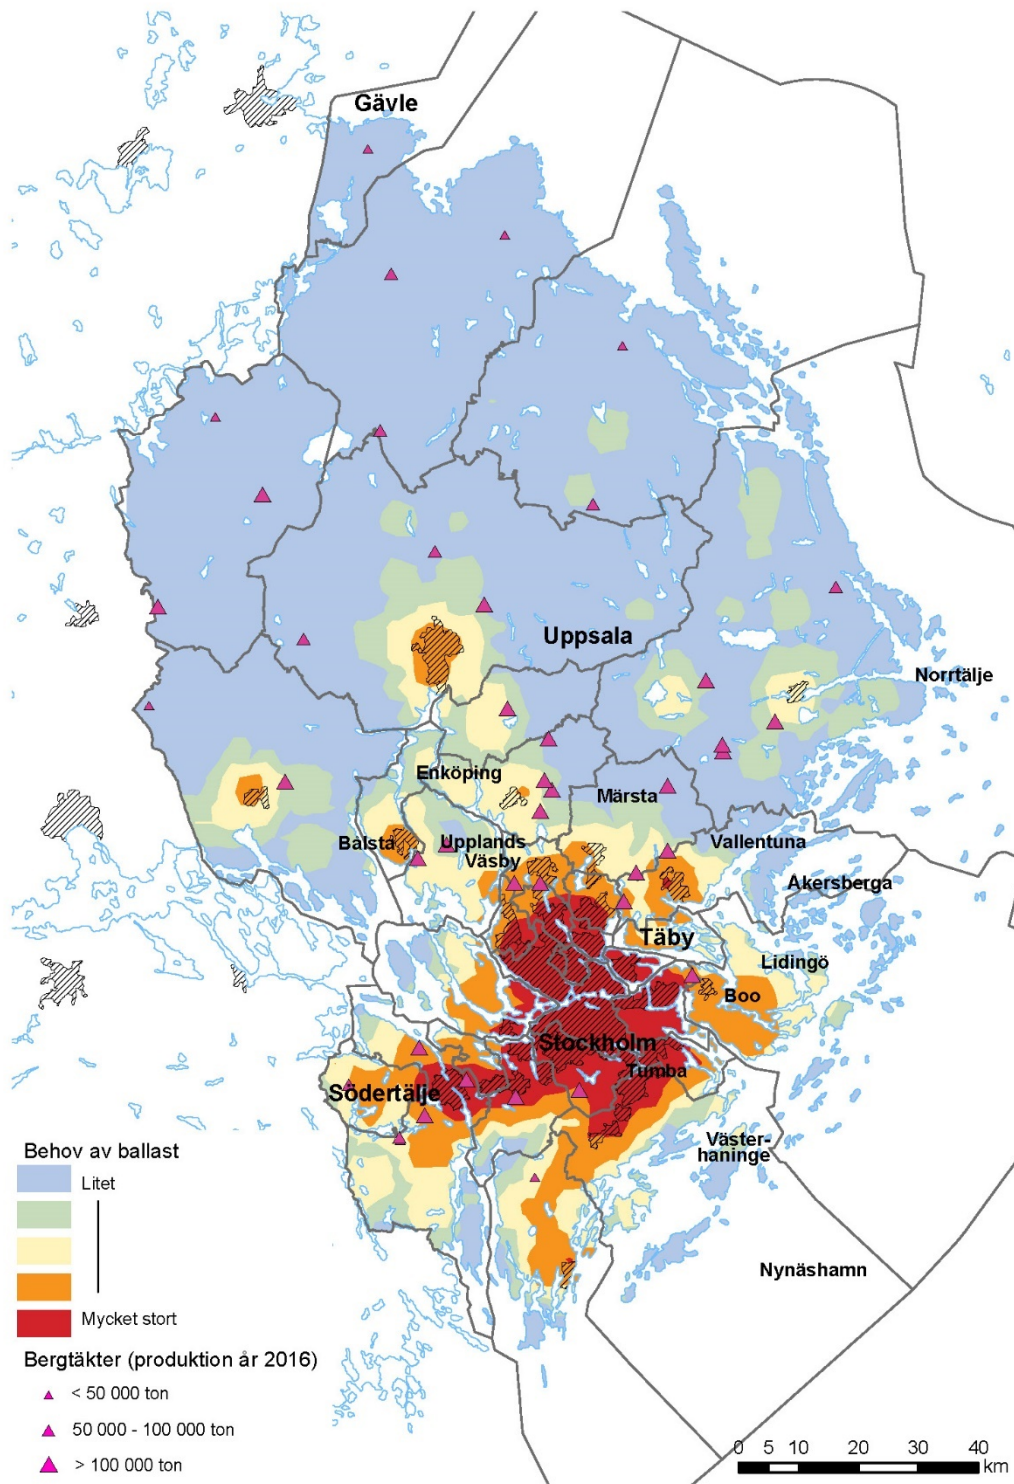 Gävle
Uppsala
Norrtälje
Enköping
Märsta
Bålsta
Upplands
Väsby
Vallentuna
Åkersberga
Täby
Lidingö
Boo
Stockholm
Tumba
Södertälje
Väster-
haninge
Nynäshamn
Behov av ballast
Litet
Mycket stort
Bergtäkter (produktion år 2016)
< 50 000 ton
50 000 - 100 000 ton
> 100 000 ton
0 5 10 20 30 40
km